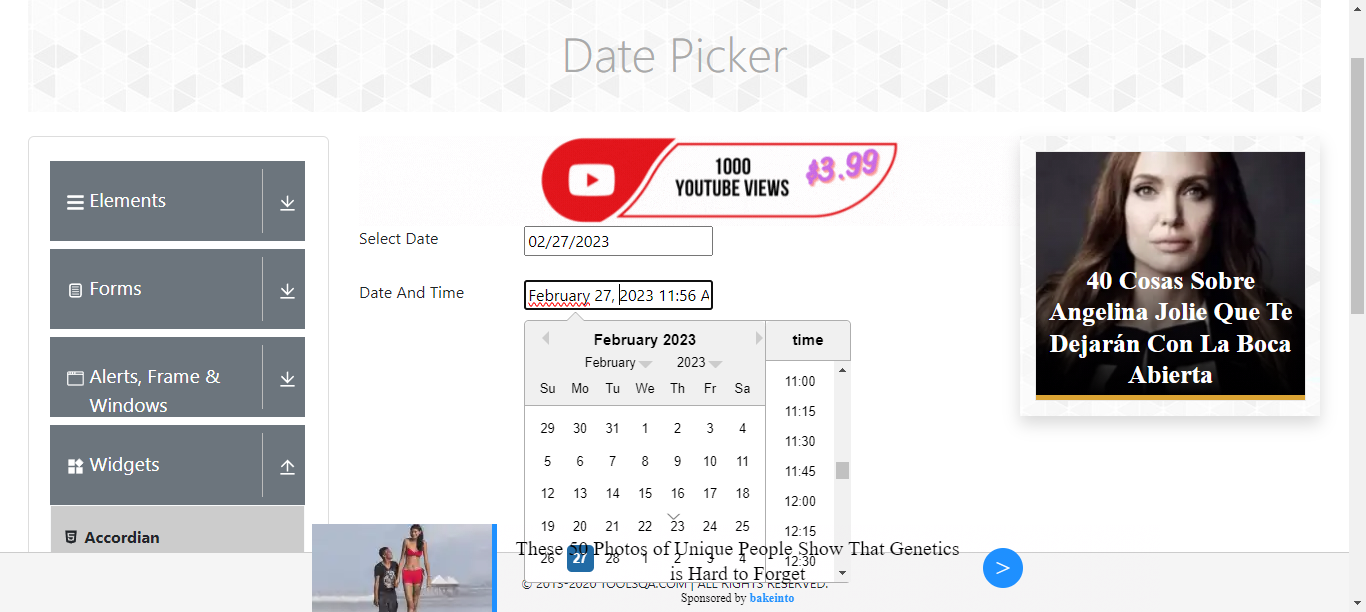 Date Picker
Elements
Forms
Alerts, Frame &
Windows
Widgets
Accordian
1000
YOUTUBE VIEWS
$3.99
Select Date
02/27/2023
Date And Time
February 27, 2023 11:56 A
February 2023
February
2023
Su Mo Tu We Th Fr Sa
29 30 31 1 2 3 4
5 6 7 8 9 10 11
12 13 14 15 16 17 18
19 20 21 22 23 24 25
26 27 28 1 2 3 4
time
11:00
11:15
11:30
11:45
12:00
12:15
12:30
40 Cosas Sobre
Angelina Jolie Que Te
Dejarán Con La Boca
Abierta
These 50 Photos of Unique People Show That Genetics
is Hard to Forget
>
© 2013-2020 TOOLSQA.COM | ALL RIGHTS RESERVED.
Sponsored by bakeinto